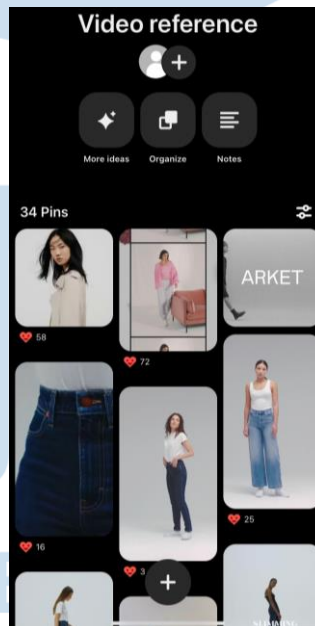 Video reference
More ideas
Organize
Notes
34 Pins
ARKET
58
72
25
16
3